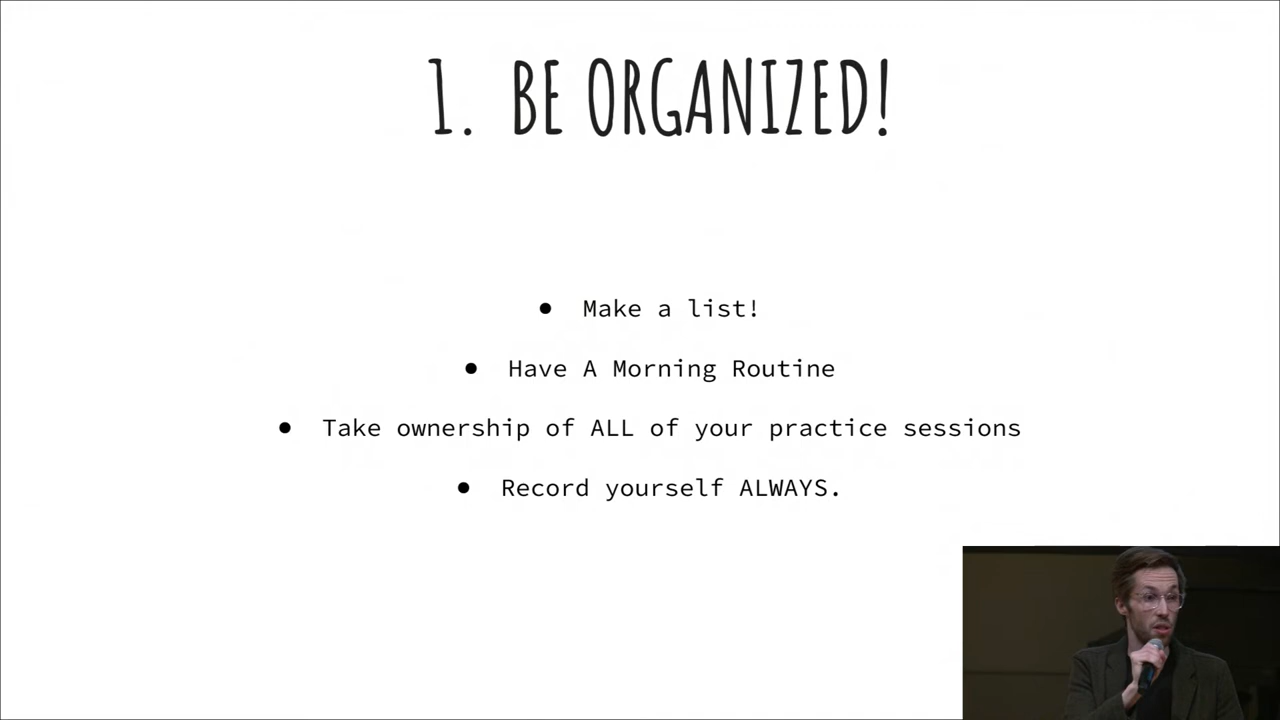 1. BE ORGANIZED!
● Make a list!
● Have A Morning Routine
● Take ownership of ALL of your practice sessions
● Record yourself ALWAYS.